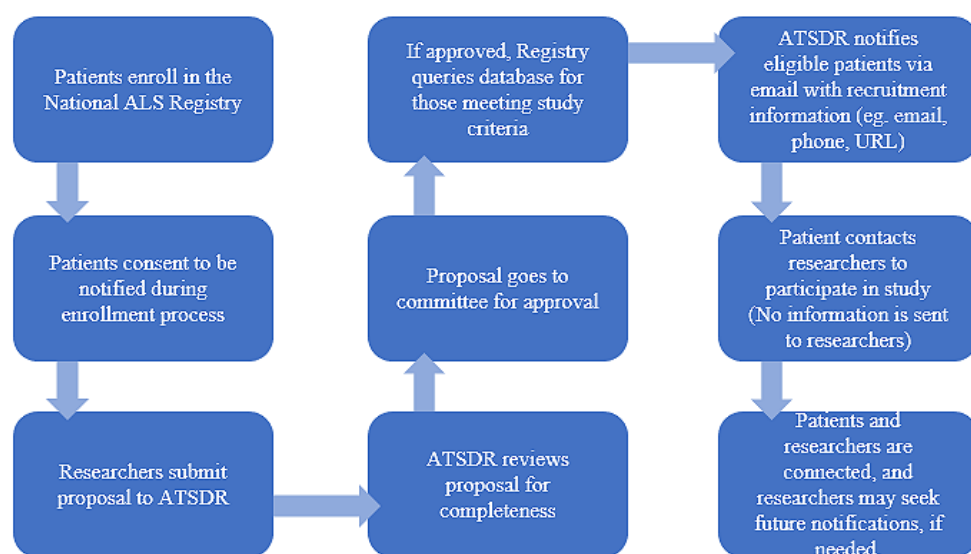 Patients enroll in the
National ALS Registry
Patients consent to be
notified during
enrollment process
Researchers submit
proposal to ATSDR
ATSDR reviews
proposal for
completeness
Proposal goes to
committee for approval
If approved, Registry
queries database for
those meeting study
criteria
ATSDR notifies
eligible patients via
email with recruitment
information (eg. email,
phone, URL)
Patient contacts
researchers to
participate in study
(No information is sent
to researchers)
Patients and
researchers are
connected, and
researchers may seek
future notifications, if
needed